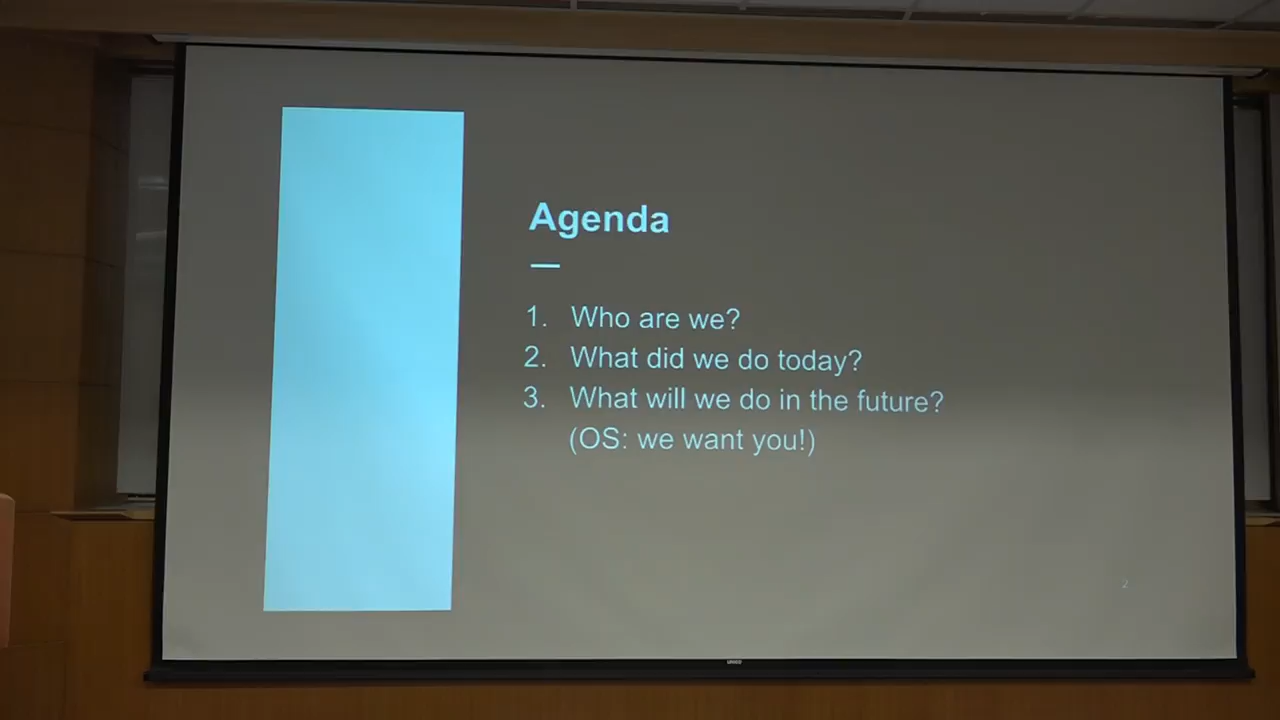 Agenda
1. Who are we?
2. What did we do today?
3. What will we do in the future?
(OS: we want you!)
2